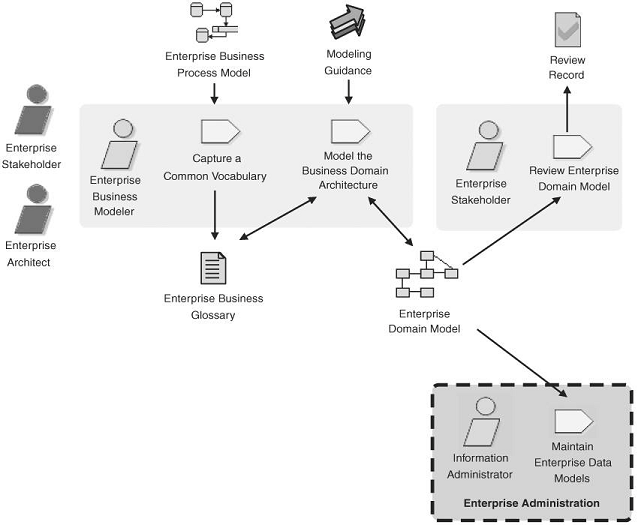 Enterprise Business
Process Model
Modeling
Guidance
Review
Record
Enterprise
Stakeholder
Enterprise
Architect
Enterprise
Business
Modeler
Capture a
Common Vocabulary
Model the
Business Domain
Architecture
Enterprise
Stakeholder
Review Enterprise
Domain Model
Enterprise Business
Glossary
Enterprise
Domain Model
Information
Administrator
Maintain
Enterprise Data
Models
Enterprise Administration